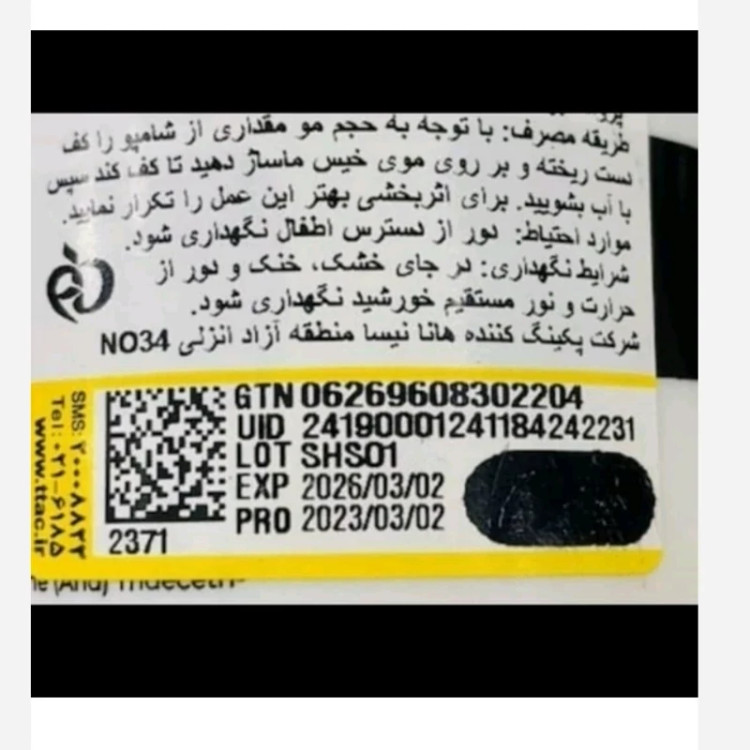 طریقه مصرف: با توجه به حجم مو مقداری از شامپو را کف
دست ریخته و بر روی موی خیس ماساژ دهید تا کف کند سپس
با آب بشویید. برای اثربخشی بهتر این عمل را تکرار نمایید.
موارد احتیاط: دور از دسترس اطفال نگهداری شود.
شرایط نگهداری: در جای خشک، خنک و دور از
حرارت و نور مستقیم خورشید نگهداری شود.
شرکت پکینگ کننده هانا نیسا منطقه آزاد انزلی NO34
GTN 06269608302204
UID 24190001241184242231
LOT SHS01
EXP 2026/03/02
PRO 2023/03/02
2371
SMS: ۲۰۰۰۸۸۲۲
Tel: ۰۲۱-۶۱۸۵
www.ttac.ir